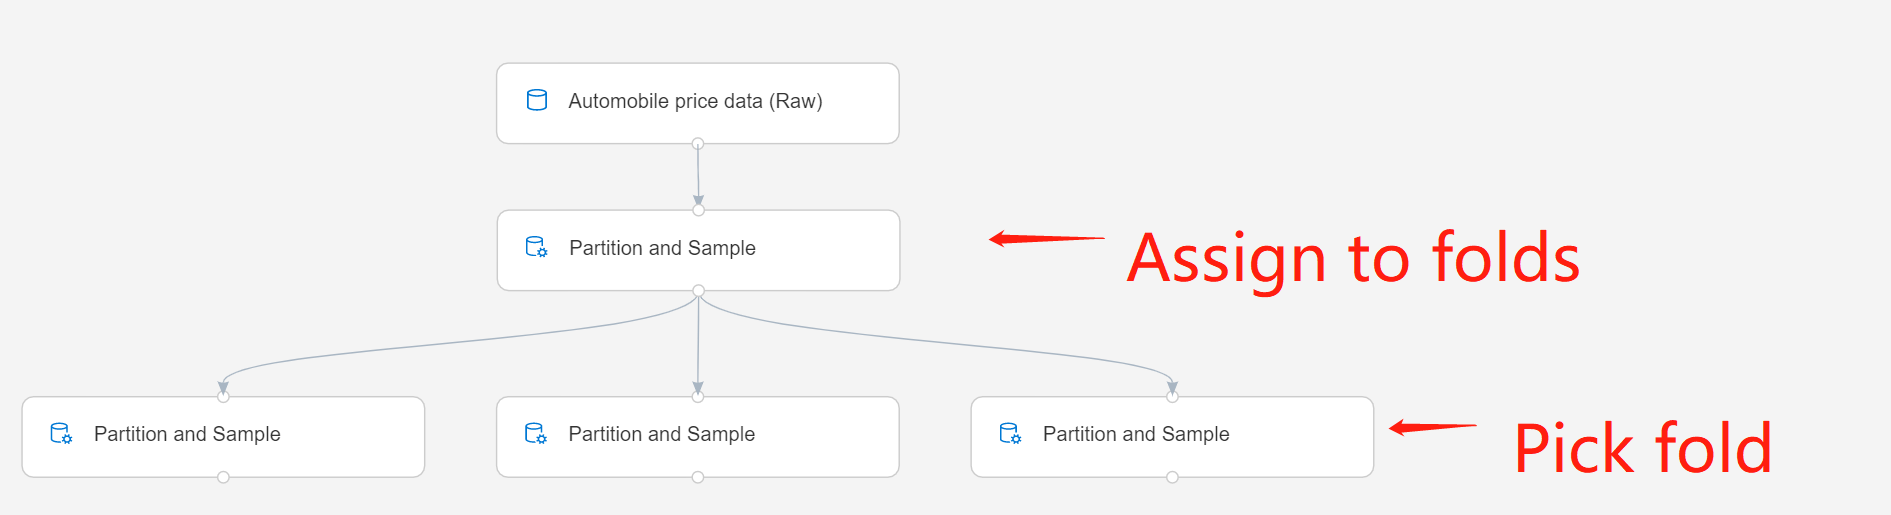 Automobile price data (Raw)
Partition and Sample
Assign to folds
Partition and Sample
Partition and Sample
Partition and Sample
Pick fold